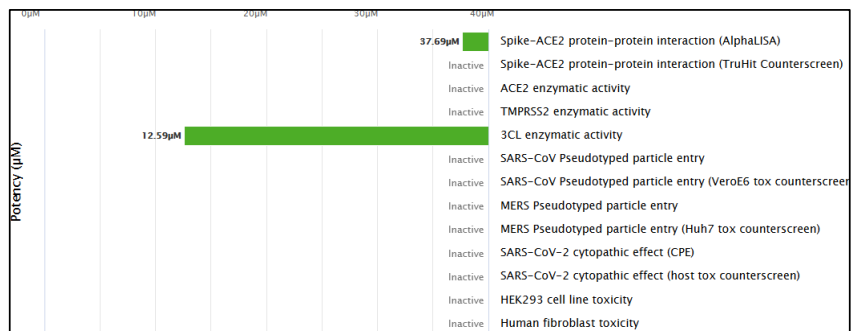 0µM 10µM 20µM 30µM 40µM
Potency (µM)
37.69µM Spike-ACE2 protein-protein interaction (AlphaLISA)
Inactive Spike-ACE2 protein-protein interaction (TruHit Counterscreen)
Inactive ACE2 enzymatic activity
Inactive TMPRSS2 enzymatic activity
12.59µM 3CL enzymatic activity
Inactive SARS-CoV Pseudotyped particle entry
Inactive SARS-CoV Pseudotyped particle entry (VeroE6 tox counterscreen
Inactive MERS Pseudotyped particle entry
Inactive MERS Pseudotyped particle entry (Huh7 tox counterscreen)
Inactive SARS-CoV-2 cytopathic effect (CPE)
Inactive SARS-CoV-2 cytopathic effect (host tox counterscreen)
Inactive HEK293 cell line toxicity
Inactive Human fibroblast toxicity